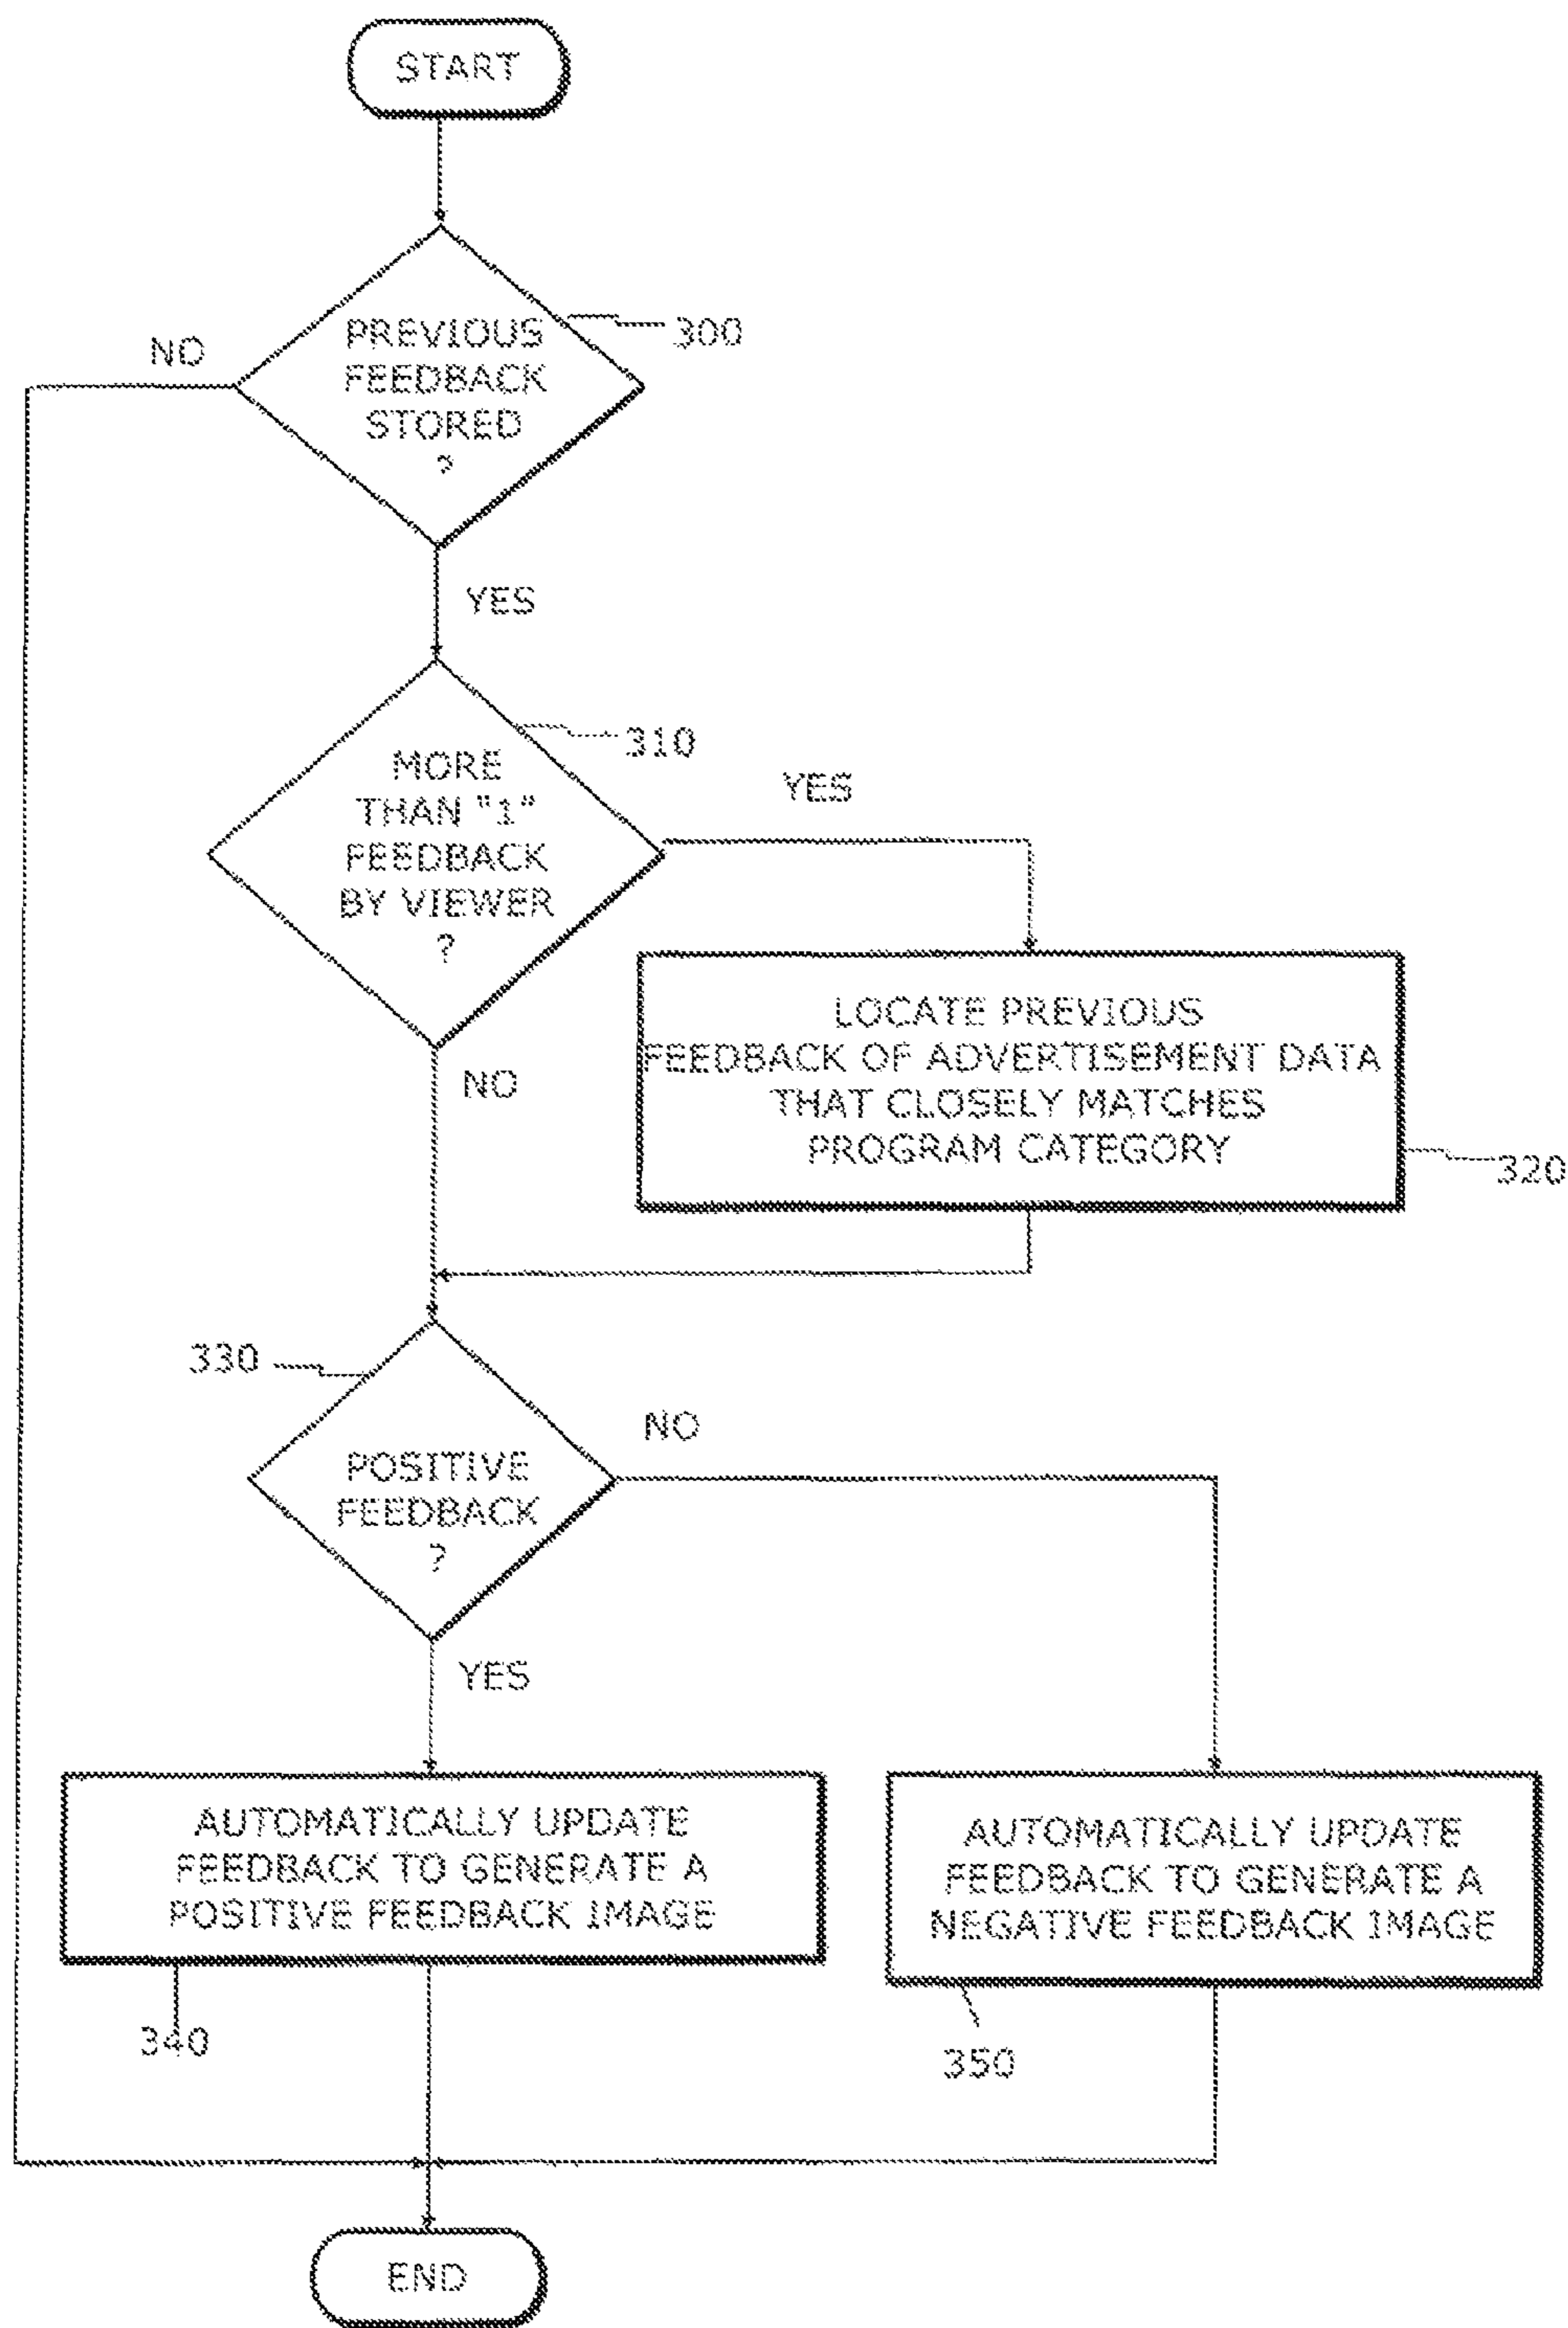 START
NO
PREVIOUS
FEEDBACK
STORED
?
300
YES
MORE
THAN "1"
FEEDBACK
BY VIEWER
?
310
YES
NO
LOCATE PREVIOUS
FEEDBACK OF ADVERTISEMENT DATA
THAT CLOSELY MATCHES
PROGRAM CATEGORY
320
330
POSITIVE
FEEDBACK
?
NO
YES
AUTOMATICALLY UPDATE
FEEDBACK TO GENERATE A
POSITIVE FEEDBACK IMAGE
340
AUTOMATICALLY UPDATE
FEEDBACK TO GENERATE A
NEGATIVE FEEDBACK IMAGE
350
END